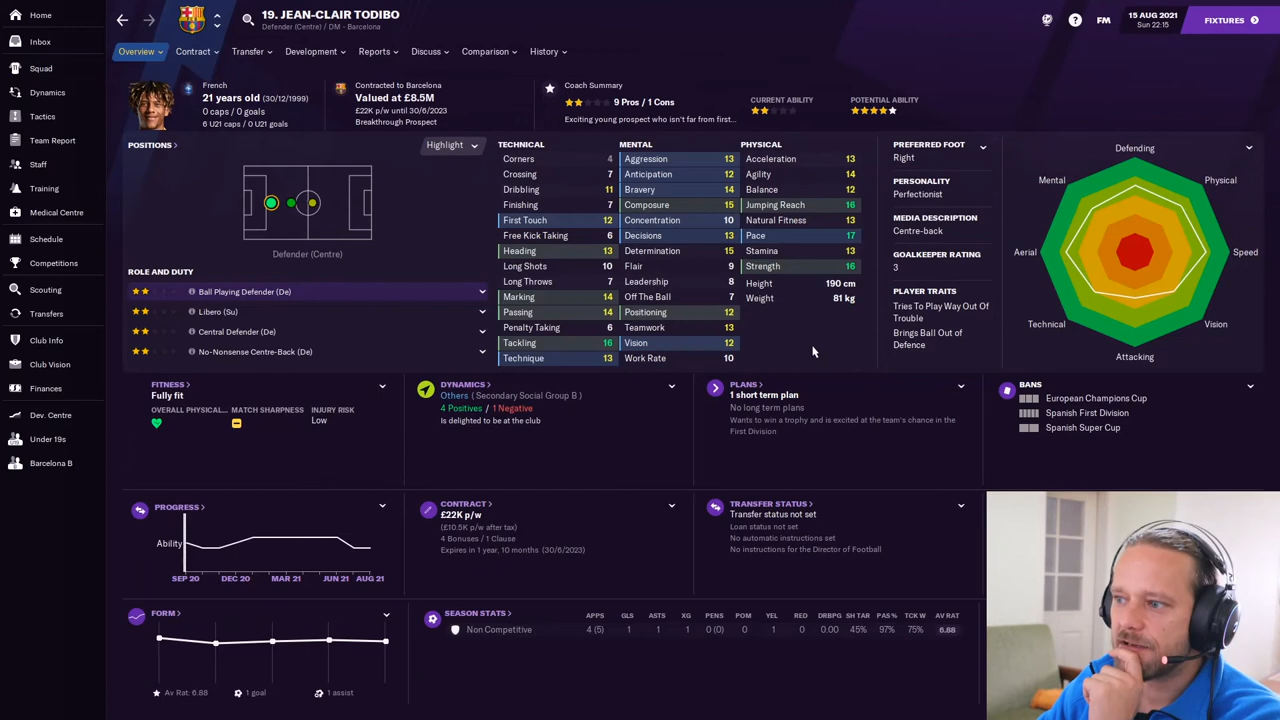 Home
Inbox
Squad
Dynamics
Tactics
Team Report
Staff
Training
Medical Centre
Schedule
Competitions
Scouting
Transfers
Club Info
Club Vision
Finances
Dev. Centre
Under 19s
Barcelona B
19. JEAN-CLAIR TODIBO
Defender (Centre) / DM - Barcelona
? FM
15 AUG 2021
Sun 22:15
FIXTURES
Overview Contract Transfer Development Reports Discuss Comparison History
French
21 years old (30/12/1999)
0 caps / 0 goals
6 U21 caps / 0 U21 goals
Contracted to Barcelona
Valued at £8.5M
£22K p/w until 30/6/2023
Breakthrough Prospect
Coach Summary
9 Pros / 1 Cons
Exciting young prospect who isn't far from first...
CURRENT ABILITY
POTENTIAL ABILITY
POSITIONS
Highlight
Defender (Centre)
ROLE AND DUTY
Ball Playing Defender (De)
Libero (Su)
Central Defender (De)
No-Nonsense Centre-Back (De)
TECHNICAL
Corners 4
Crossing 7
Dribbling 11
Finishing 7
First Touch 12
Free Kick Taking 6
Heading 13
Long Shots 10
Long Throws 7
Marking 14
Passing 14
Penalty Taking 6
Tackling 16
Technique 13
MENTAL
Aggression 13
Anticipation 12
Bravery 14
Composure 15
Concentration 10
Decisions 13
Determination 15
Flair 9
Leadership 8
Off The Ball 7
Positioning 12
Teamwork 13
Vision 12
Work Rate 10
PHYSICAL
Acceleration 13
Agility 14
Balance 12
Jumping Reach 16
Natural Fitness 13
Pace 17
Stamina 13
Strength 16
Height 190 cm
Weight 81 kg
PREFERRED FOOT
Right
PERSONALITY
Perfectionist
MEDIA DESCRIPTION
Centre-back
GOALKEEPER RATING
3
PLAYER TRAITS
Tries To Play Way Out Of
Trouble
Brings Ball Out of
Defence
Defending
Physical
Speed
Vision
Attacking
Technical
Aerial
Mental
FITNESS
Fully fit
OVERALL PHYSICAL... MATCH SHARPNESS INJURY RISK
Low
DYNAMICS
Others ( Secondary Social Group B )
4 Positives / 1 Negative
Is delighted to be at the club
PLANS
1 short term plan
No long term plans
Wants to win a trophy and is excited at the team's chance in the
First Division
BANS
European Champions Cup
Spanish First Division
Spanish Super Cup
PROGRESS
Ability
SEP 20 DEC 20 MAR 21 JUN 21 AUG 21
CONTRACT
£22K p/w
(£10.5K p/w after tax)
4 Bonuses / 1 Clause
Expires in 1 year, 10 months (30/6/2023)
TRANSFER STATUS
Transfer status not set
Loan status not set
No automatic instructions set
No instructions for the Director of Football
FORM
Av Rat: 6.88 1 goal 1 assist
SEASON STATS APPS GLS ASTS XG PENS POM YEL RED DRBPG SH TAR PAS % TCK W AV RAT
Non Competitive 4 (5) 1 1 1 0 (0) 0 1 0 0.00 45% 97% 75% 6.88